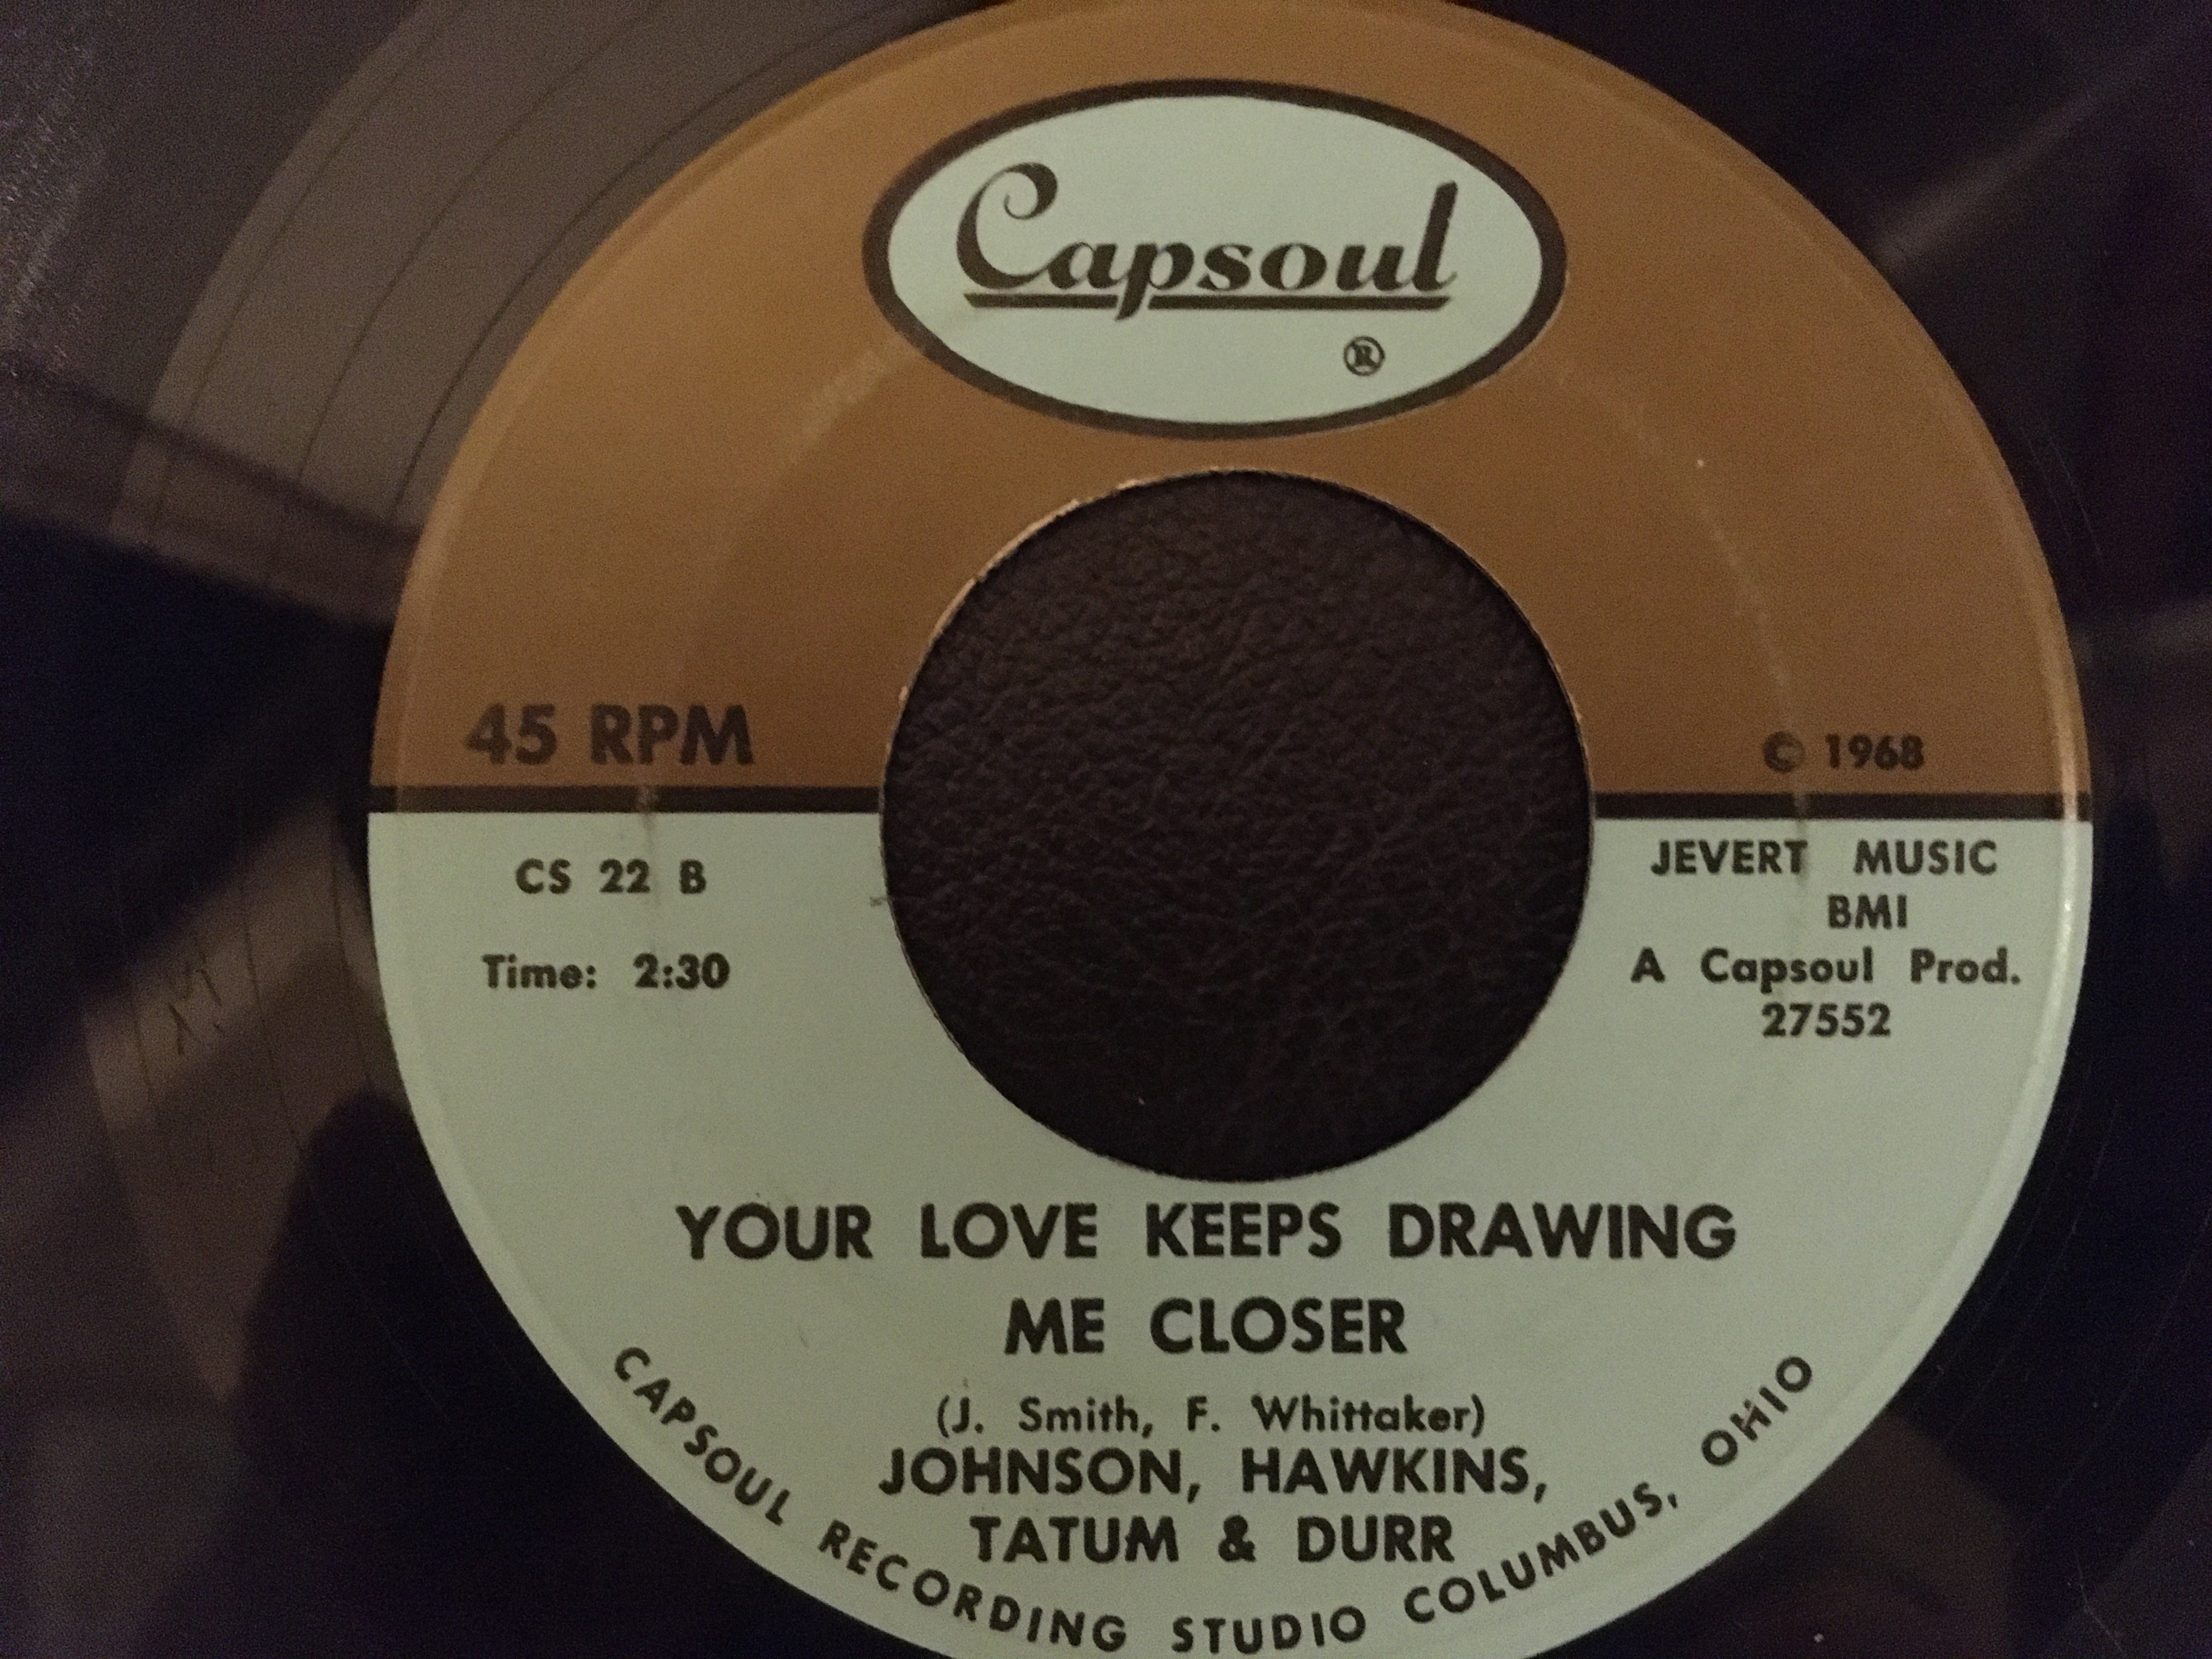 Capsoul
®
45 RPM
© 1968
CS 22 B
Time: 2:30
JEVERT MUSIC
BMI
A Capsoul Prod.
27552
YOUR LOVE KEEPS DRAWING
ME CLOSER
(J. Smith, F. Whittaker)
JOHNSON, HAWKINS,
TATUM & DURR
CAPSOUL RECORDING STUDIO COLUMBUS, OHIO